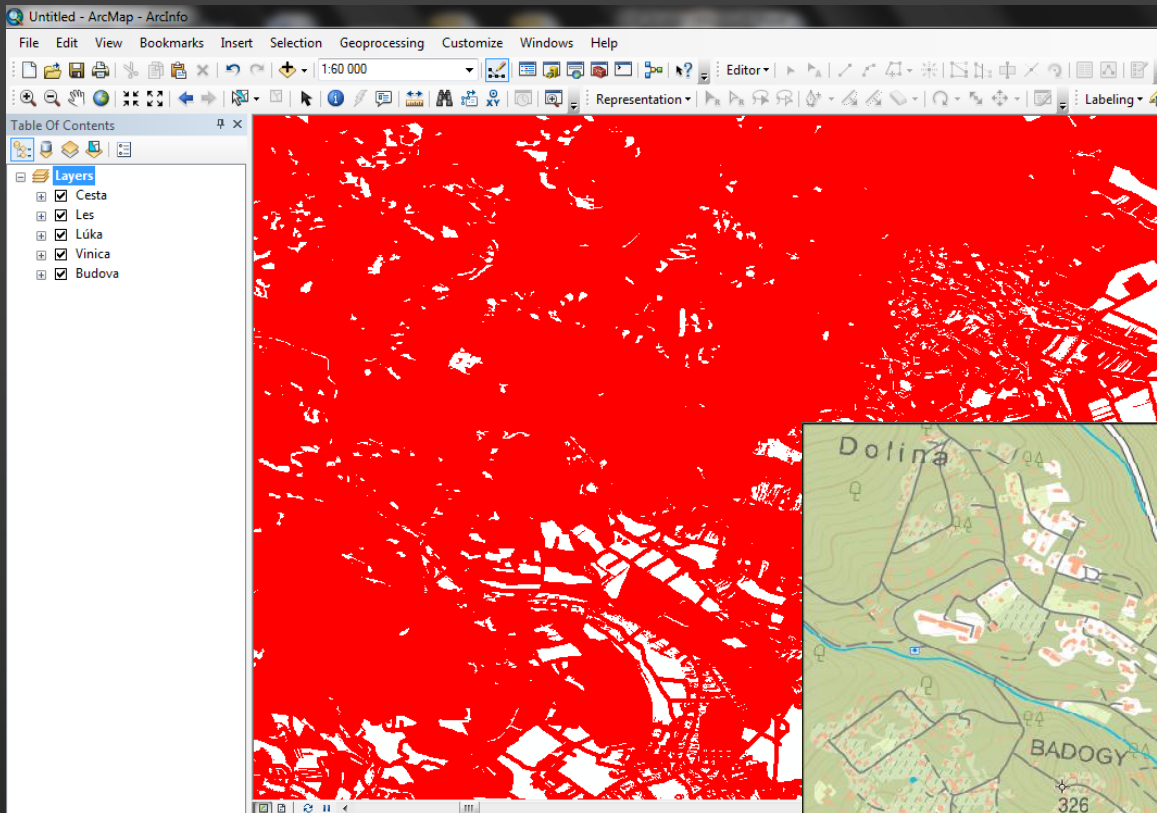 Untitled - ArcMap - ArcInfo
File Edit View Bookmarks Insert Selection Geoprocessing Customize Windows Help
1:60 000 Editor
Representation Labeling
Table Of Contents
Layers
Cesta
Les
Lúka
Vinica
Budova
Dolina
BADOGY
326